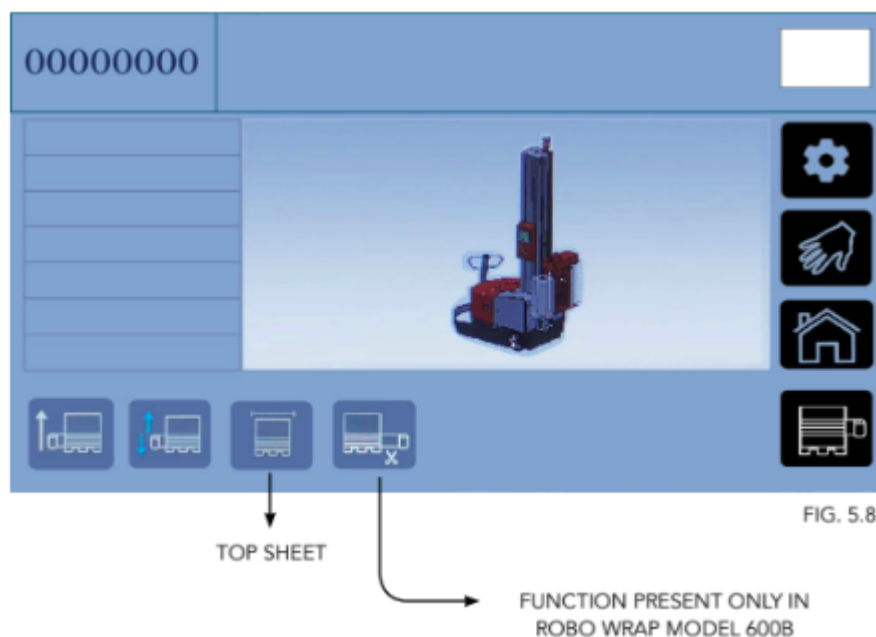 00000000
FIG. 5.8
TOP SHEET
FUNCTION PRESENT ONLY IN
ROBO WRAP MODEL 600B